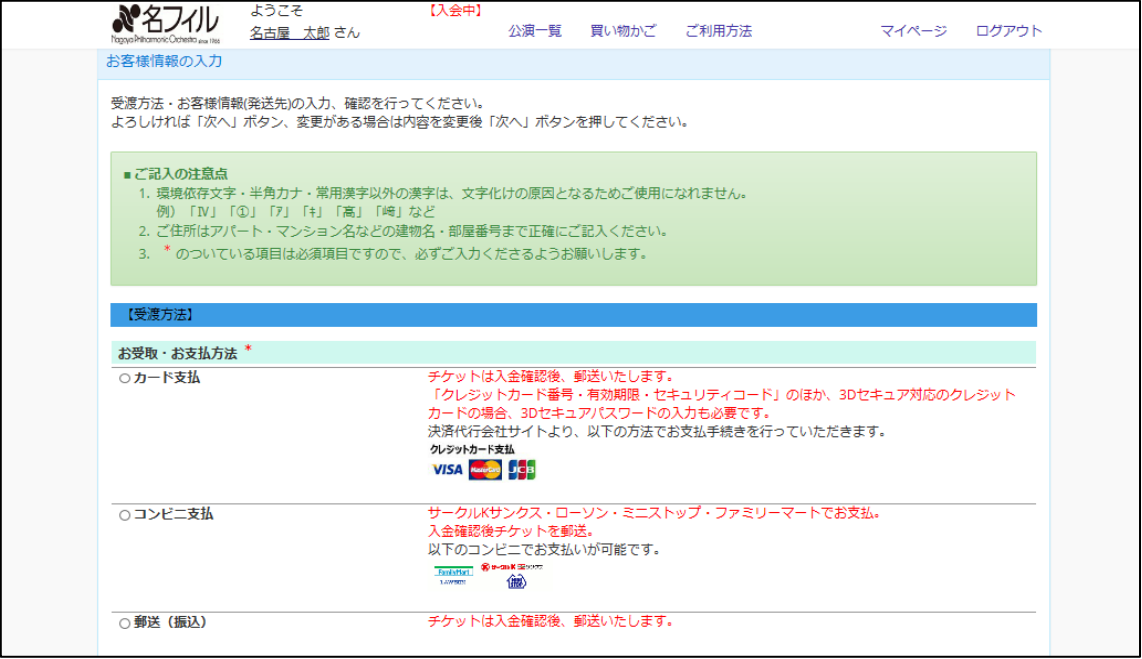 名フィル
Nagoya Philharmonic Orchestra since 1966
ようこそ
名古屋　太郎 さん
【入会中】
公演一覧　買い物かご　ご利用方法　マイページ　ログアウト
お客様情報の入力
受渡方法・お客様情報(発送先)の入力、確認を行ってください。
よろしければ「次へ」ボタン、変更がある場合は内容を変更後「次へ」ボタンを押してください。
■ ご記入の注意点
1. 環境依存文字・半角カナ・常用漢字以外の漢字は、文字化けの原因となるためご使用になれません。
例）「Ⅳ」「①」「ｱ」「ｷ」「髙」「﨑」など
2. ご住所はアパート・マンション名などの建物名・部屋番号まで正確にご記入ください。
3. * のついている項目は必須項目ですので、必ずご入力くださるようお願いします。
【受渡方法】
お受取・お支払方法 *
カード支払
チケットは入金確認後、郵送いたします。
「クレジットカード番号・有効期限・セキュリティコード」のほか、3Dセキュア対応のクレジット
カードの場合、3Dセキュアパスワードの入力も必要です。
決済代行会社サイトより、以下の方法でお支払手続きを行っていただきます。
クレジットカード支払
VISA MasterCard JCB
コンビニ支払
サークルKサンクス・ローソン・ミニストップ・ファミリーマートでお支払。
入金確認後チケットを郵送。
以下のコンビニでお支払いが可能です。
FamilyMart サークルK サンクス
LAWSON
郵送（振込）
チケットは入金確認後、郵送いたします。